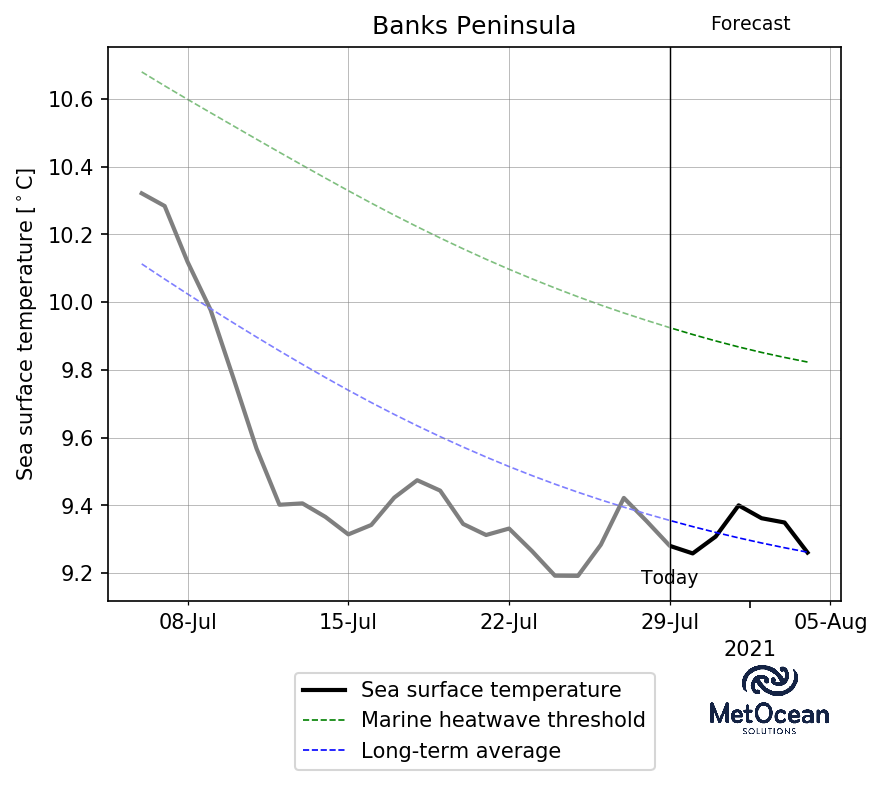 Banks Peninsula
Forecast
Sea surface temperature [°C]
10.6
10.4
10.2
10.0
9.8
9.6
9.4
9.2
Today
08-Jul
15-Jul
22-Jul
29-Jul
05-Aug
2021
Sea surface temperature
Marine heatwave threshold
Long-term average
MetOcean
SOLUTIONS